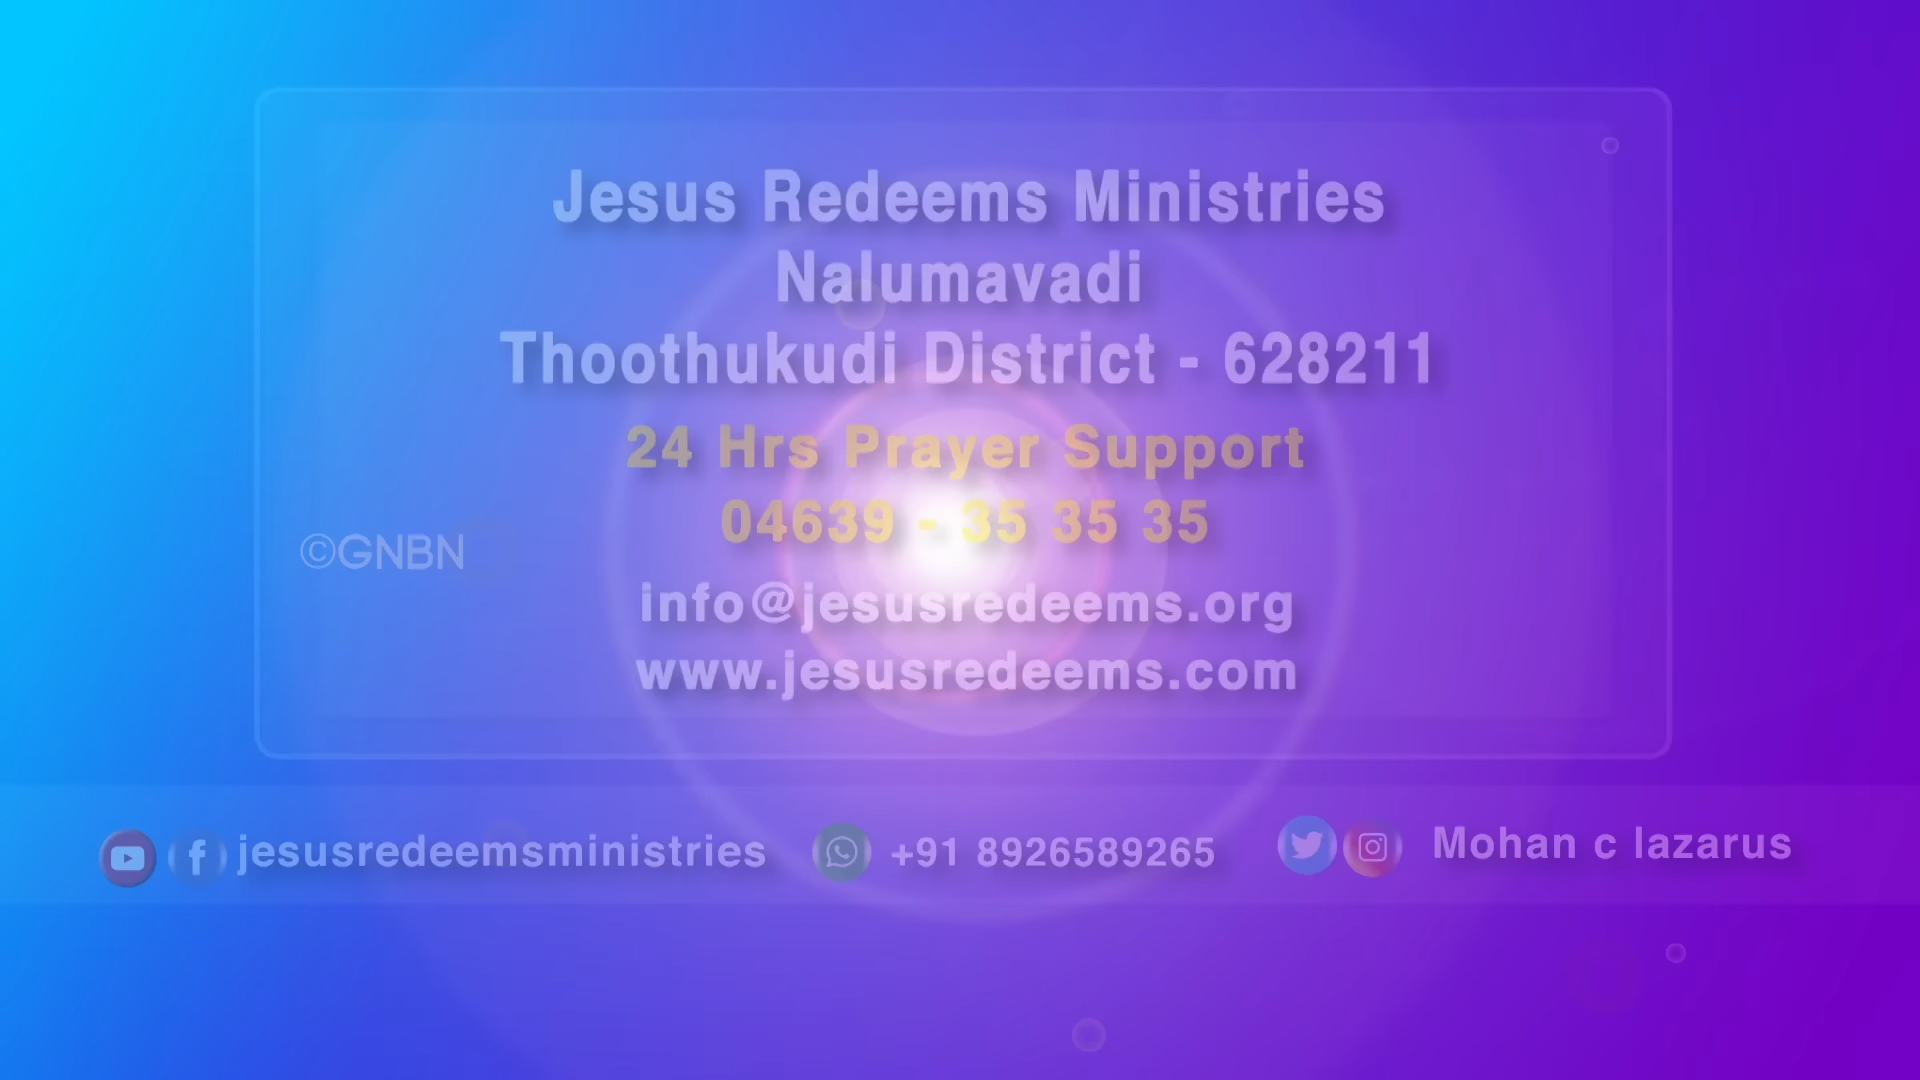 Jesus Redeems Ministries
Nalumavadi
Thoothukudi District - 628211
24 Hrs Prayer Support
04639 - 35 35 35
©GNBN
info@jesusredeems.org
www.jesusredeems.com
jesusredeemsministries +91 8926589265 Mohan c lazarus